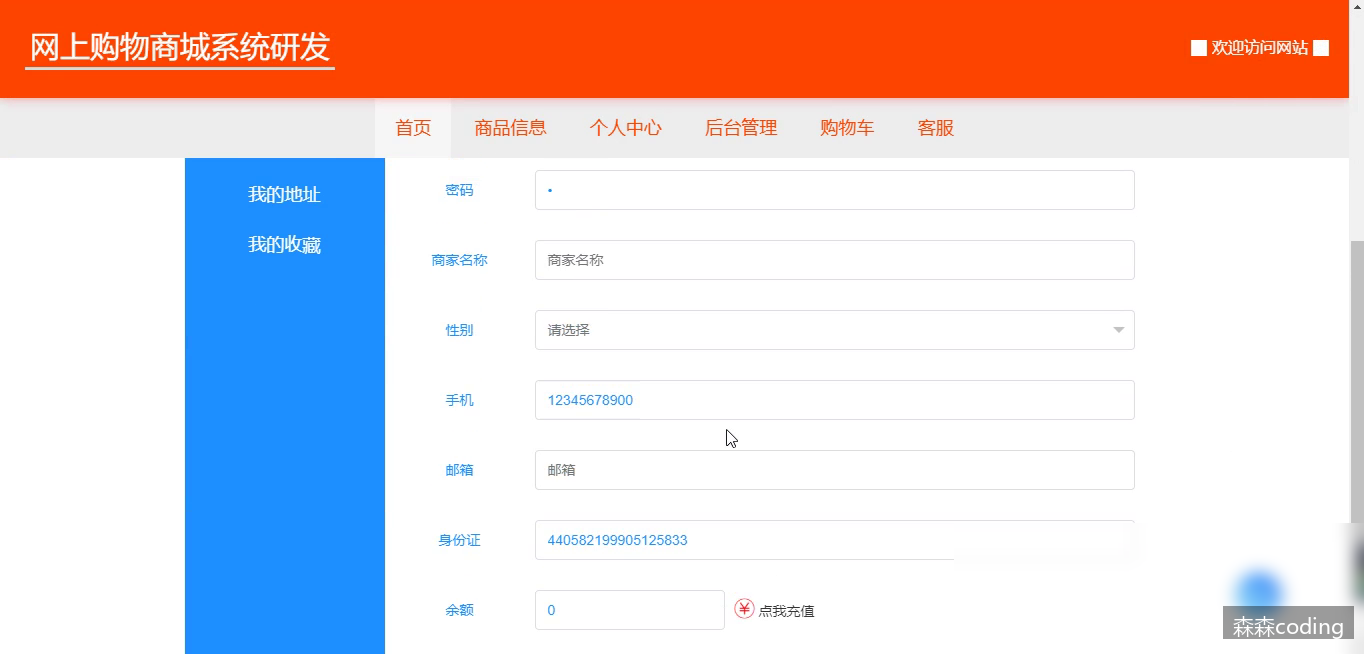 网上购物商城系统研发
欢迎访问网站
首页 商品信息 个人中心 后台管理 购物车 客服
我的地址
我的收藏
密码 •
商家名称 商家名称
性别 请选择
手机 12345678900
邮箱 邮箱
身份证 440582199905125833
余额 0 ¥ 点我充值
森森coding